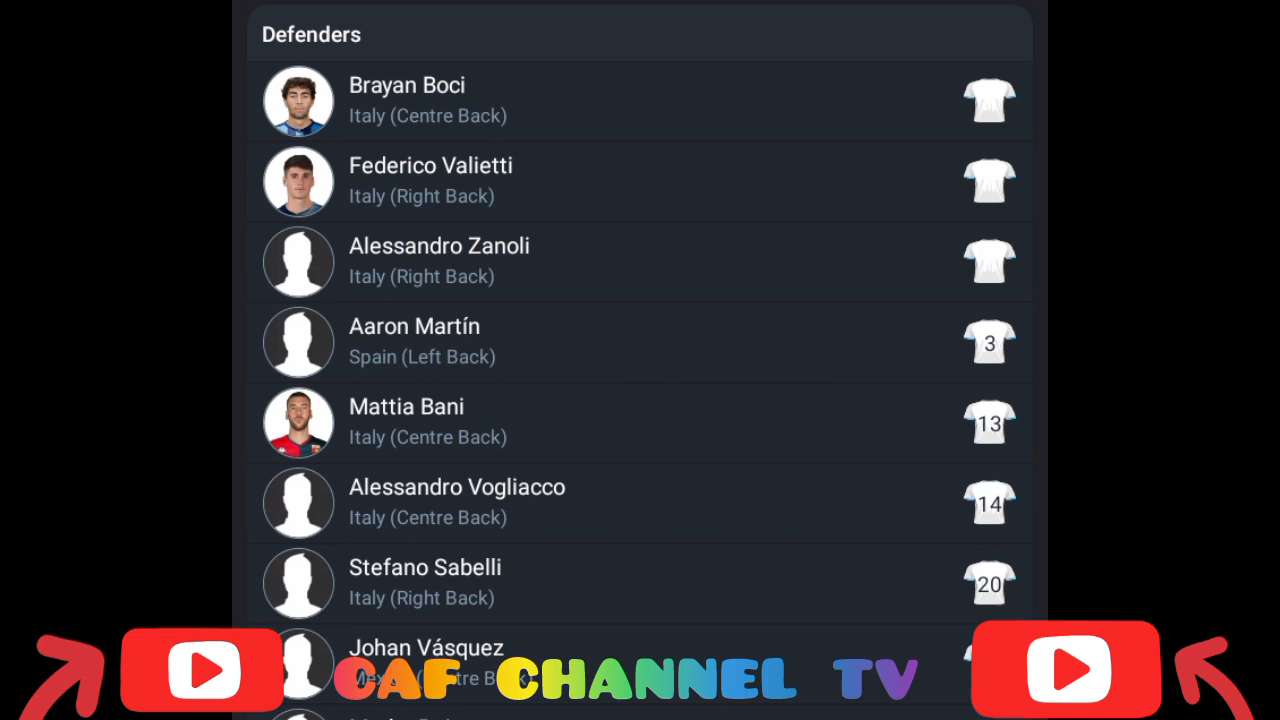 Defenders
Brayan Boci
Italy (Centre Back)
Federico Valietti
Italy (Right Back)
Alessandro Zanoli
Italy (Right Back)
Aaron Martín
Spain (Left Back)
3
Mattia Bani
Italy (Centre Back)
13
Alessandro Vogliacco
Italy (Centre Back)
14
Stefano Sabelli
Italy (Right Back)
20
Johan Vásquez
CAF CHANNEL TV